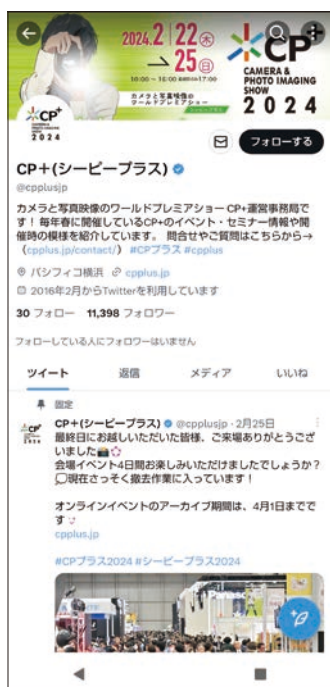 2024.2 22木
→ 25日
10:00 – 18:00 最終日のみ17:00
カメラと写真映像の
ワールドプレミアショー
CP+
CAMERA &
PHOTO IMAGING
SHOW
2024
CP+
CAMERA &
PHOTO IMAGING
SHOW
2024
フォローする
CP+(シーピープラス)
@cpplusjp
カメラと写真映像のワールドプレミアショー CP+運営事務局で
す！ 毎年春に開催しているCP+のイベント・セミナー情報や開
催時の模様を紹介しています。 問合せやご質問はこちらから→
（cpplus.jp/contact/）#CPプラス #cpplus
パシフィコ横浜 cpplus.jp
2016年2月からTwitterを利用しています
30 フォロー 11,398 フォロワー
フォローしている人にフォロワーはいません
ツイート 返信 メディア いいね
固定
CP+(シーピープラス) @cpplusjp・2月25日
最終日にお越しいただいた皆様、ご来場ありがとうござ
いました📸💮
会場イベント4日間お楽しみいただけましたでしょうか？
💭現在さっそく撤去作業に入っています！
オンラインイベントのアーカイブ期間は、4月1日までで
す
cpplus.jp
#CPプラス2024 #シーピープラス2024
Panasonic